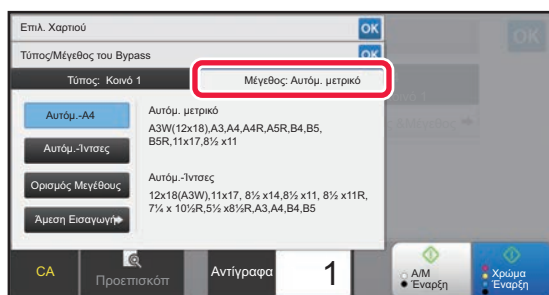 Επιλ. Χαρτιού OK
Τύπος/Μέγεθος του Bypass OK
Τύπος: Κοινό 1 Μέγεθος: Αυτόμ. μετρικό
Αυτόμ.-A4
Αυτόμ.-Ίντσες
Ορισμός Μεγέθους
Άμεση Εισαγωγή
Αυτόμ. μετρικό
A3W(12x18),A3,A4,A4R,A5R,B4,B5,
B5R,11x17,8½ x11
Αυτόμ.-Ίντσες
12x18(A3W),11x17, 8½ x14,8½ x11, 8½ x11R,
7¼ x 10½R,5½ x8½R,A3,A4,B4,B5
OK
CA
Προεπισκόπ
Αντίγραφα 1
Α/Μ
Έναρξη
Χρώμα
Έναρξη